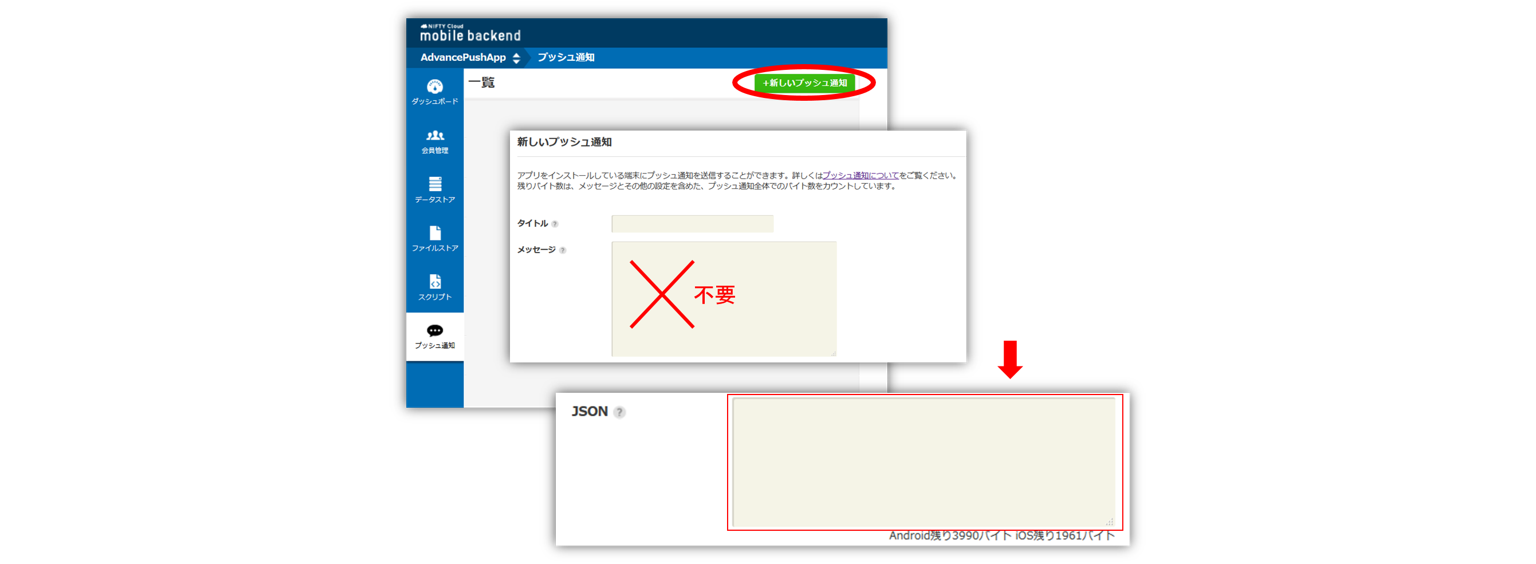 NIFTY Cloud
mobile backend
AdvancePushApp プッシュ通知
一覧
+新しいプッシュ通知
ダッシュボード
会員管理
データストア
ファイルストア
スクリプト
プッシュ通知
新しいプッシュ通知
アプリをインストールしている端末にプッシュ通知を送信することができます。詳しくはプッシュ通知についてをご覧ください。
残りバイト数は、メッセージとその他の設定を含めた、プッシュ通知全体でのバイト数をカウントしています。
タイトル ?
メッセージ ?
不要
JSON ?
Android残り3990バイト iOS残り1961バイト